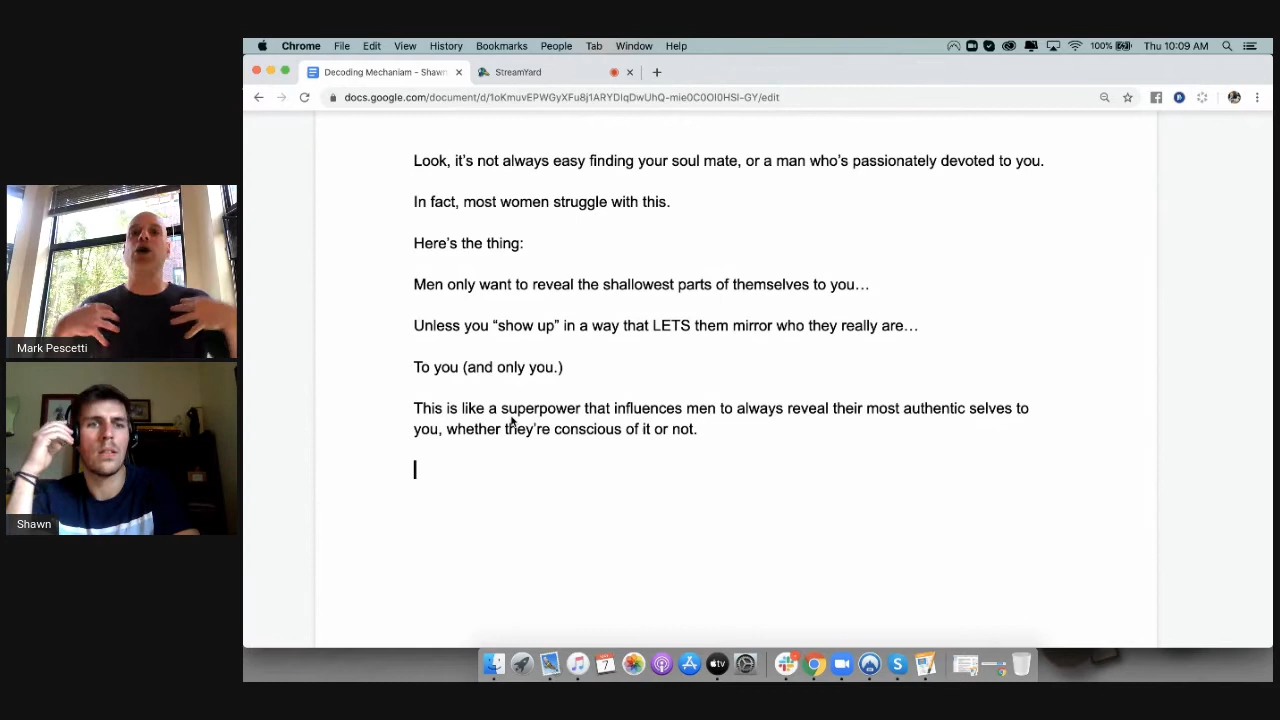 Chrome File Edit View History Bookmarks People Tab Window Help 100% Thu 10:09 AM
Decoding Mechaniam - Shawn StreamYard
docs.google.com/document/d/1oKmuvEPWGyXFu8j1ARYDIqDwUhQ-mie0C0OI0HSI-GY/edit
Look, it’s not always easy finding your soul mate, or a man who’s passionately devoted to you.
In fact, most women struggle with this.
Here’s the thing:
Men only want to reveal the shallowest parts of themselves to you…
Unless you “show up” in a way that LETS them mirror who they really are…
To you (and only you.)
This is like a superpower that influences men to always reveal their most authentic selves to
you, whether they’re conscious of it or not.
Mark Pescetti
Shawn
7
tv